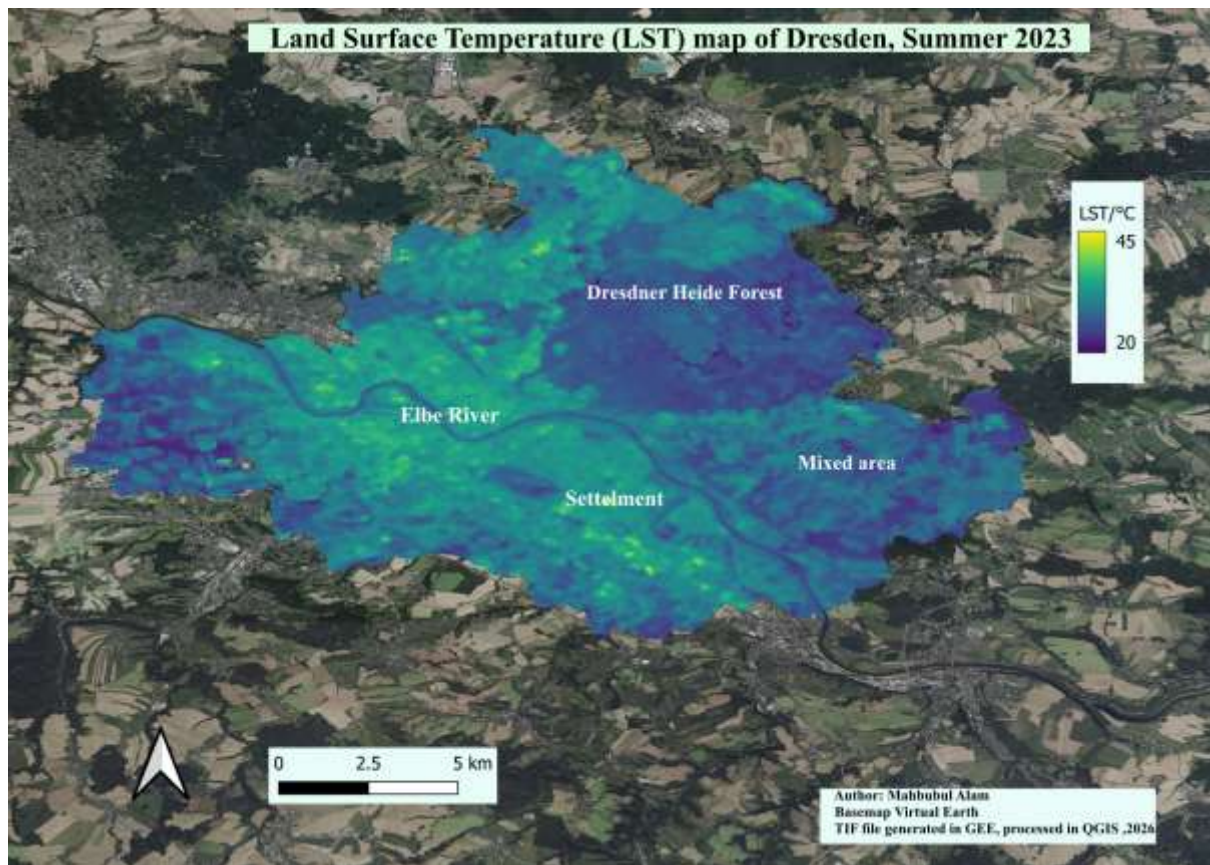 Land Surface Temperature (LST) map of Dresden, Summer 2023
LST/°C
45
20
Dresdner Heide Forest
Elbe River
Mixed area
Settelment
0 2.5 5 km
Author: Mahbubul Alam
Basemap Virtual Earth
TIF file generated in GEE, processed in QGIS ,2026